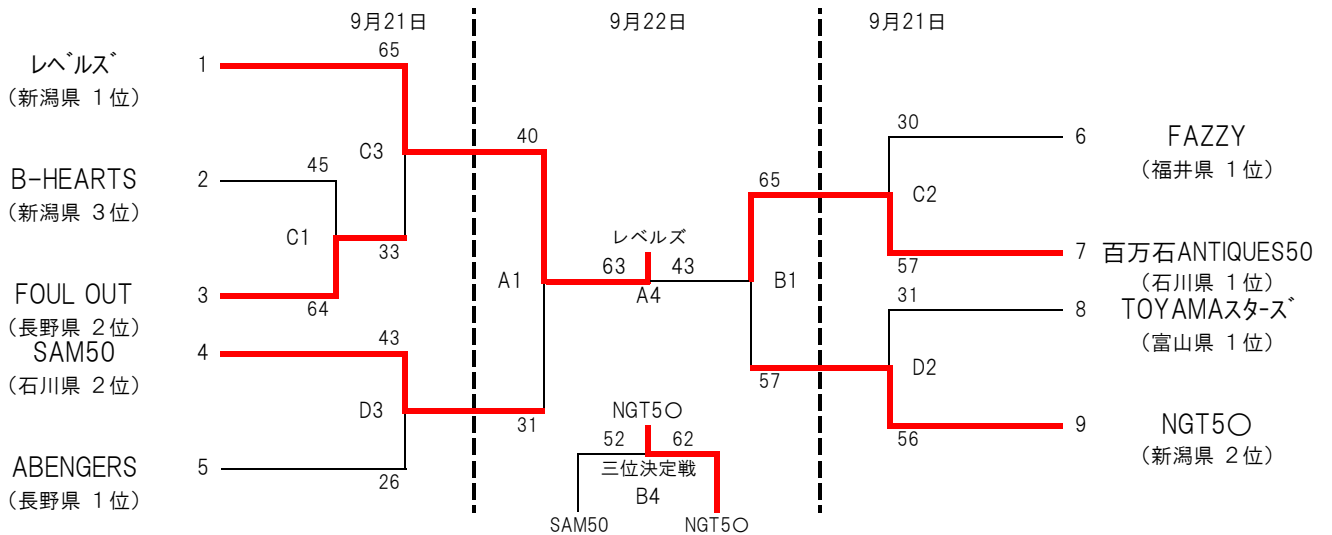 9月21日
9月22日
9月21日
レベルズ
1
(新潟県 1位)
65
C3
B-HEARTS
2
(新潟県 3位)
45
C1
33
FOUL OUT
3
(長野県 2位)
64
SAM50
4
(石川県 2位)
43
D3
ABENGERS
5
(長野県 1位)
26
40
A1
31
レベルズ
63
43
A4
65
B1
57
NGT5〇
52
62
三位決定戦
B4
SAM50
NGT5〇
30
6
FAZZY
(福井県 1位)
C2
57
7
百万石ANTIQUES50
(石川県 1位)
31
8
TOYAMAスターズ
(富山県 1位)
D2
56
9
NGT5〇
(新潟県 2位)